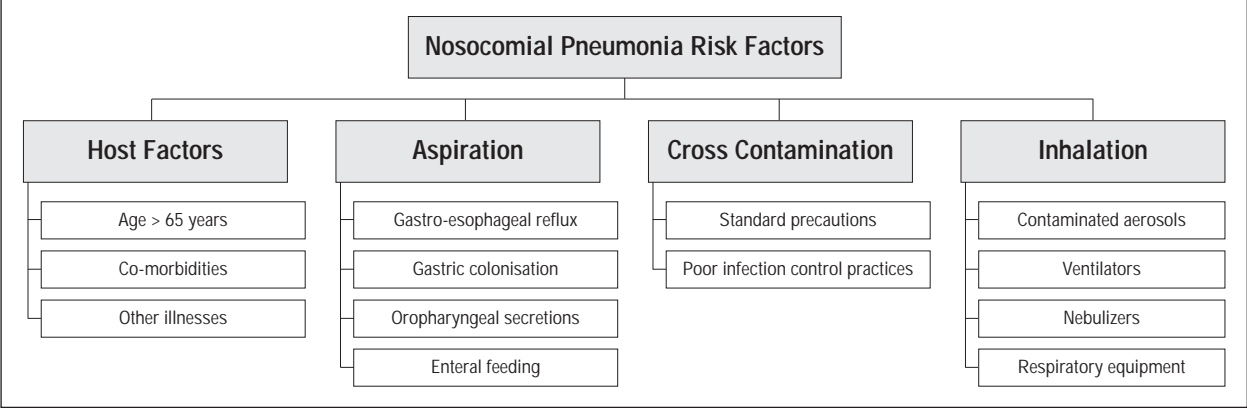 Nosocomial Pneumonia Risk Factors
Host Factors
Age > 65 years
Co-morbidities
Other illnesses
Aspiration
Gastro-esophageal reflux
Gastric colonisation
Oropharyngeal secretions
Enteral feeding
Cross Contamination
Standard precautions
Poor infection control practices
Inhalation
Contaminated aerosols
Ventilators
Nebulizers
Respiratory equipment